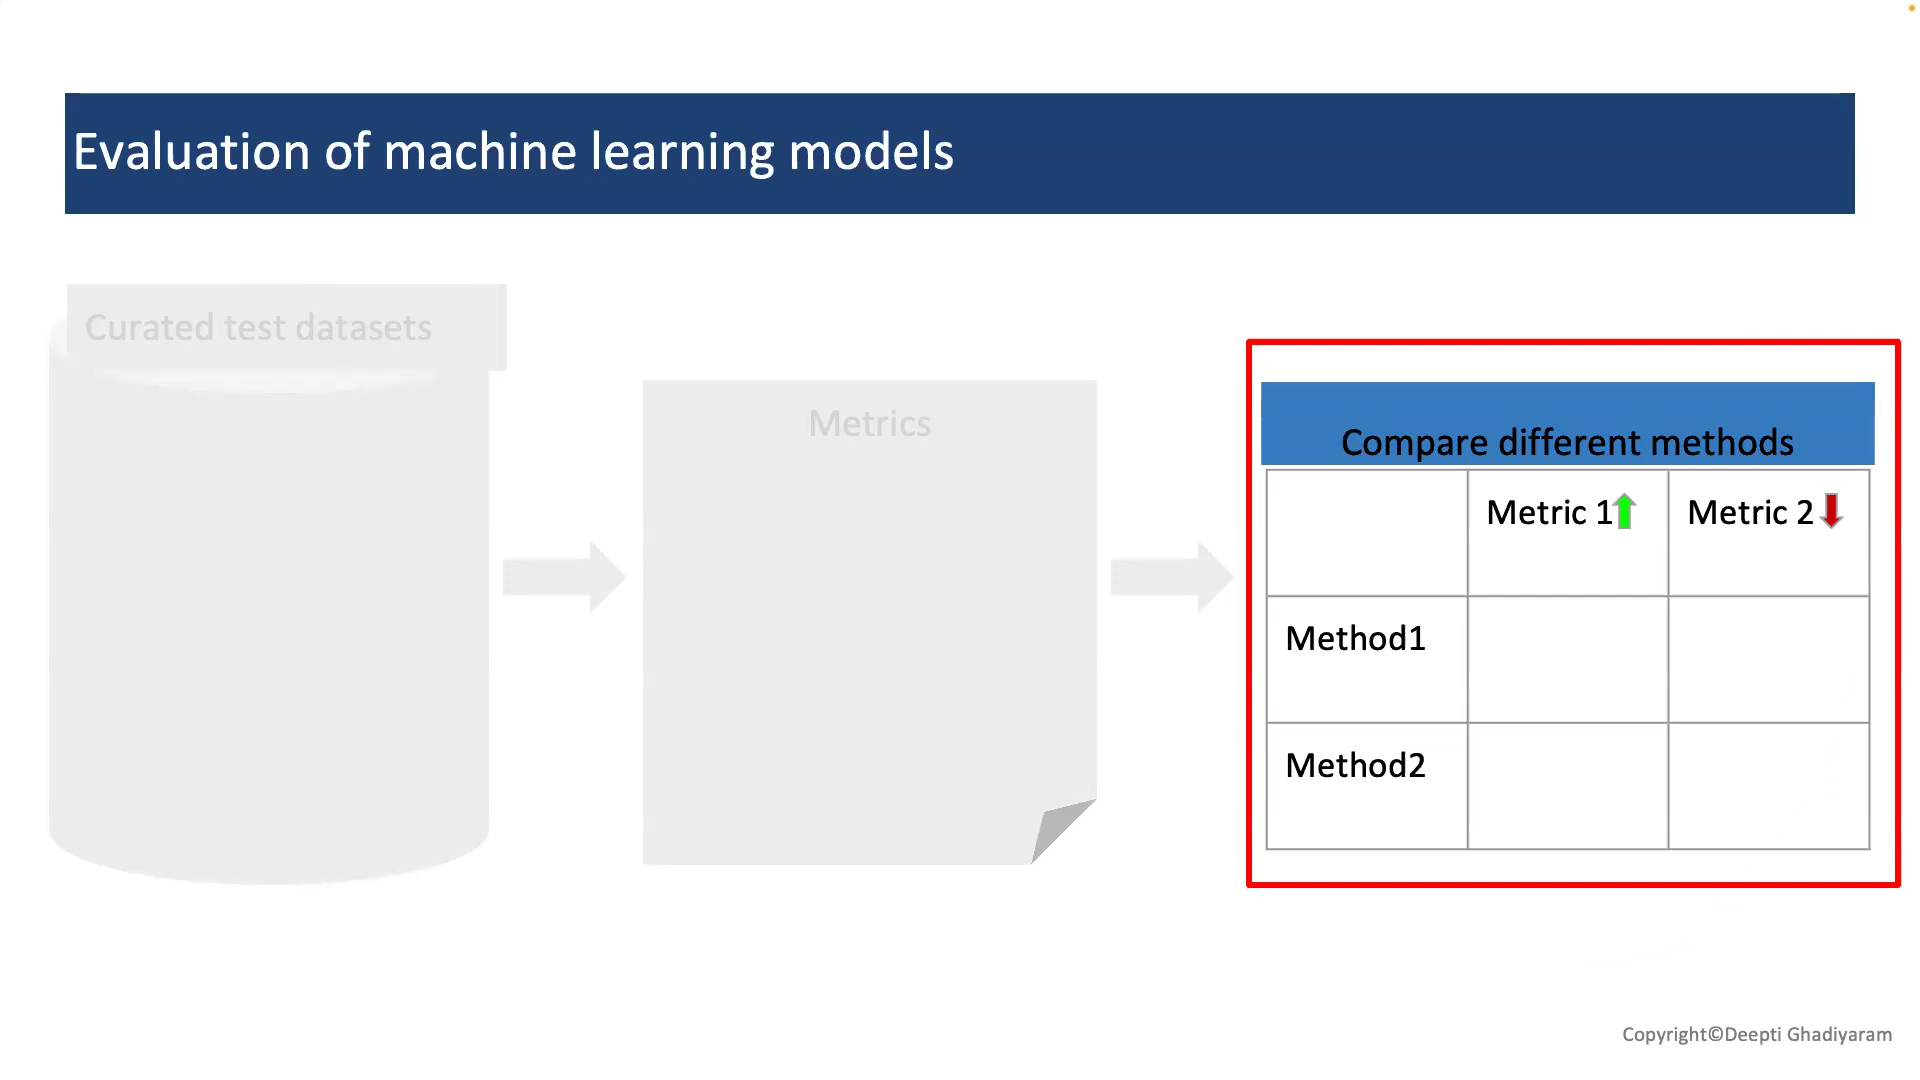 Evaluation of machine learning models
Curated test datasets
Metrics
Compare different methods
Metric 1
Metric 2
Method1
Method2
Copyright©Deepti Ghadiyaram